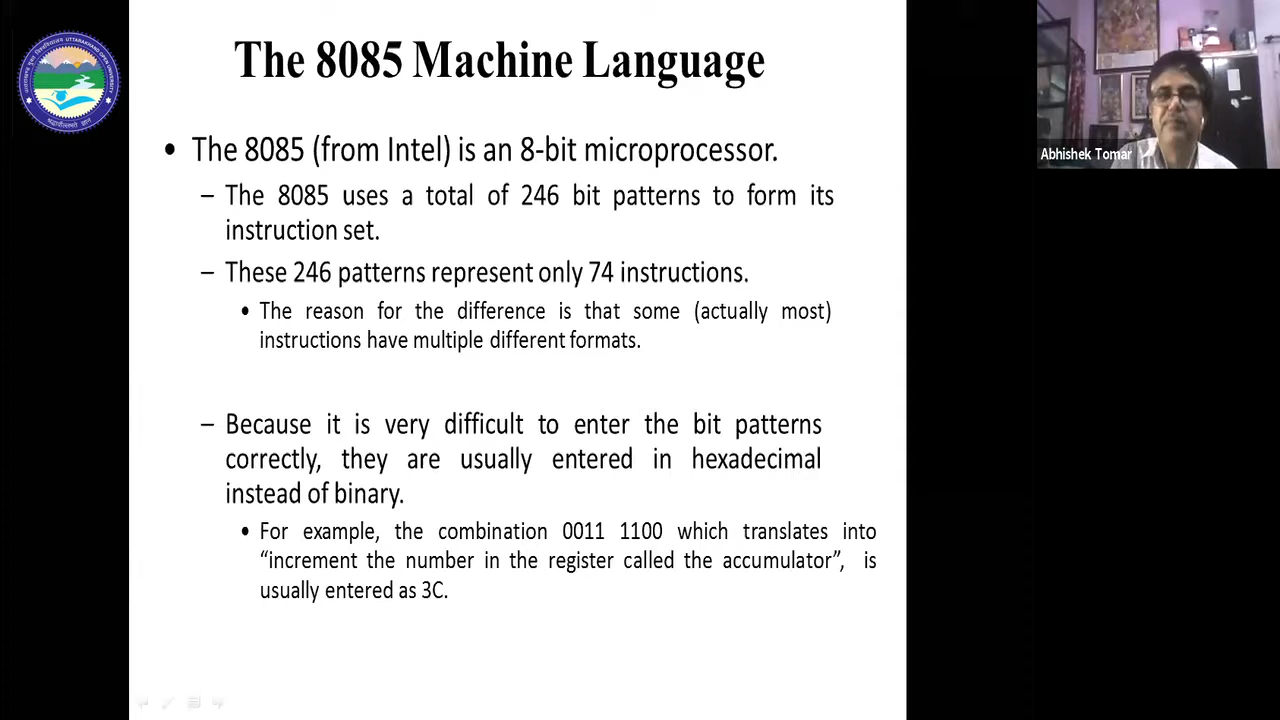 The 8085 Machine Language
• The 8085 (from Intel) is an 8-bit microprocessor.
– The 8085 uses a total of 246 bit patterns to form its
instruction set.
– These 246 patterns represent only 74 instructions.
• The reason for the difference is that some (actually most)
instructions have multiple different formats.
– Because it is very difficult to enter the bit patterns
correctly, they are usually entered in hexadecimal
instead of binary.
• For example, the combination 0011 1100 which translates into
“increment the number in the register called the accumulator”, is
usually entered as 3C.
Abhishek Tomar